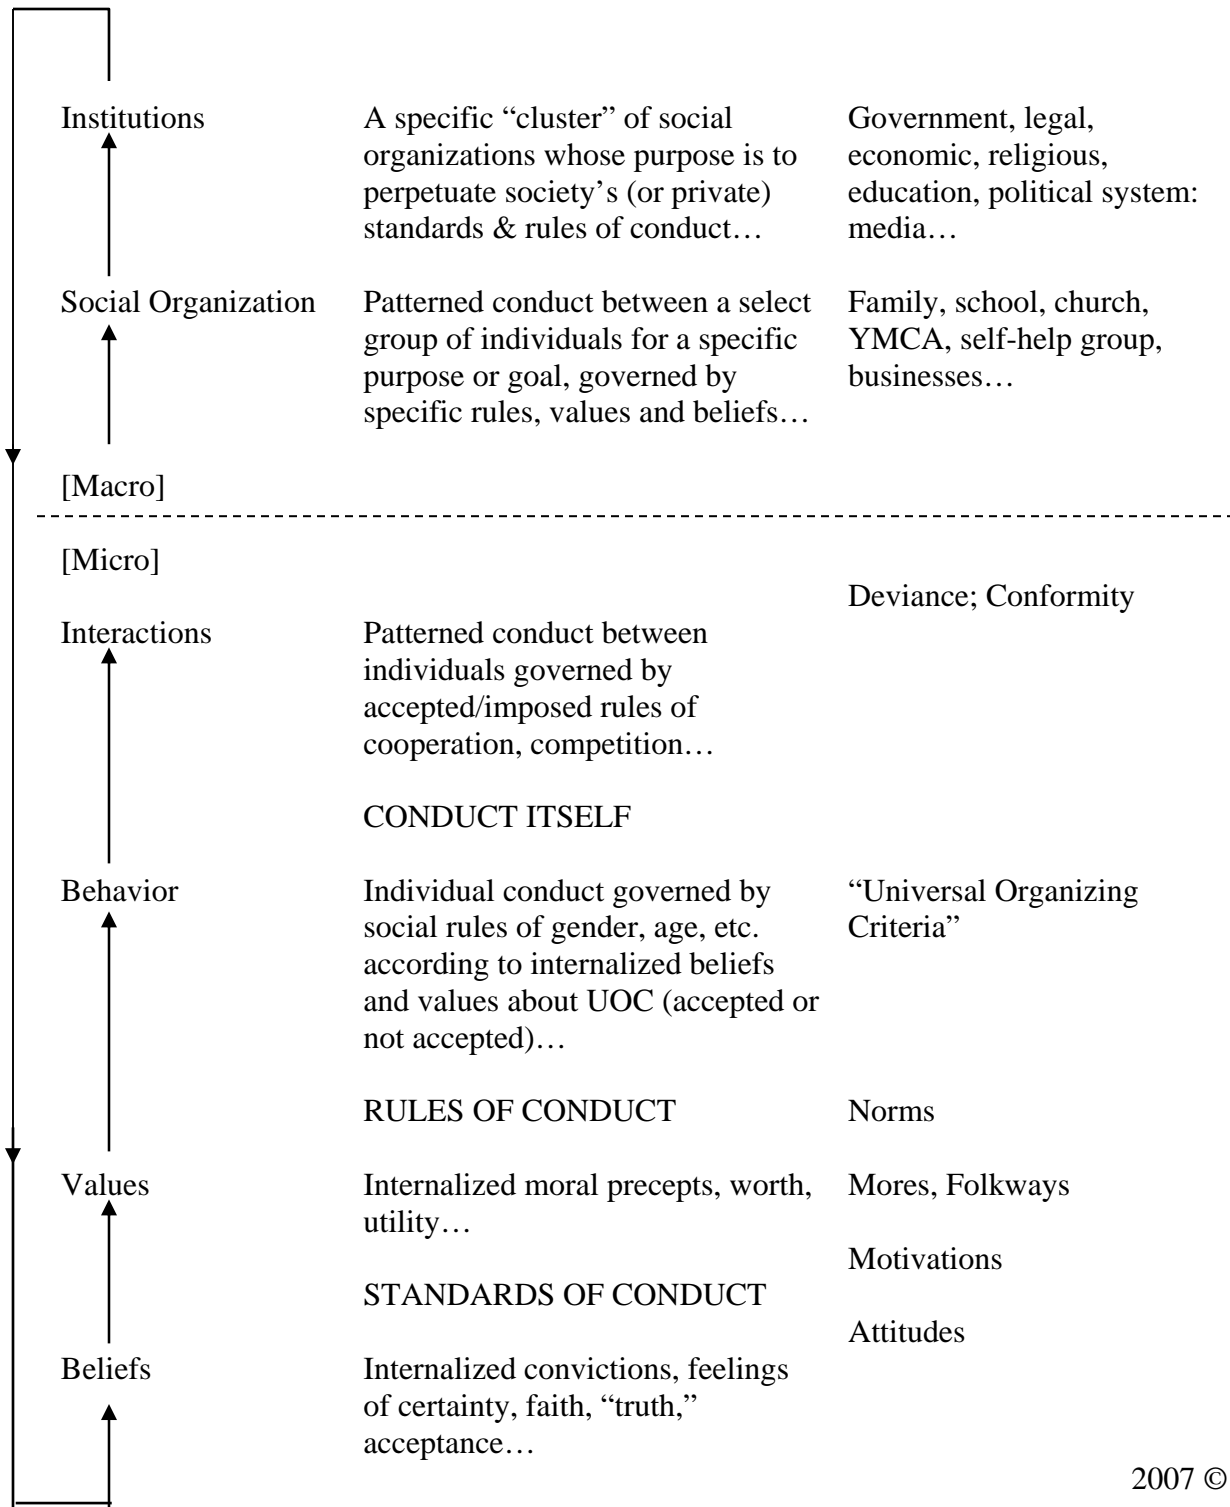 Institutions
A specific “cluster” of social
organizations whose purpose is to
perpetuate society’s (or private)
standards & rules of conduct…
Government, legal,
economic, religious,
education, political system:
media…
Social Organization
Patterned conduct between a select
group of individuals for a specific
purpose or goal, governed by
specific rules, values and beliefs…
Family, school, church,
YMCA, self-help group,
businesses…
[Macro]
[Micro]
Deviance; Conformity
Interactions
Patterned conduct between
individuals governed by
accepted/imposed rules of
cooperation, competition…
CONDUCT ITSELF
Behavior
Individual conduct governed by
social rules of gender, age, etc.
according to internalized beliefs
and values about UOC (accepted or
not accepted)…
“Universal Organizing
Criteria”
RULES OF CONDUCT
Norms
Values
Internalized moral precepts, worth,
utility…
Mores, Folkways
Motivations
STANDARDS OF CONDUCT
Attitudes
Beliefs
Internalized convictions, feelings
of certainty, faith, “truth,”
acceptance…
2007 ©